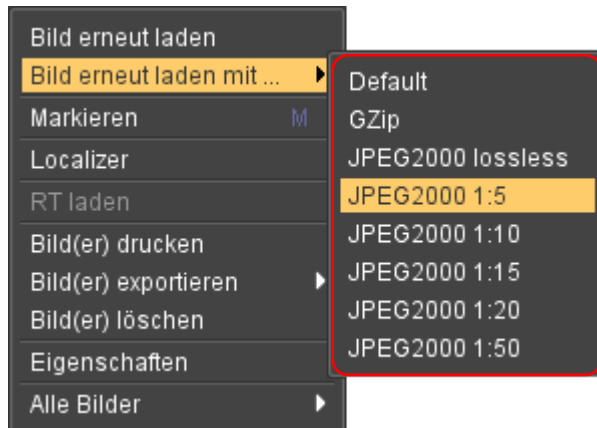 Bild erneut laden
Bild erneut laden mit ...
Markieren M
Localizer
RT laden
Bild(er) drucken
Bild(er) exportieren
Bild(er) löschen
Eigenschaften
Alle Bilder
Default
GZip
JPEG2000 lossless
JPEG2000 1:5
JPEG2000 1:10
JPEG2000 1:15
JPEG2000 1:20
JPEG2000 1:50